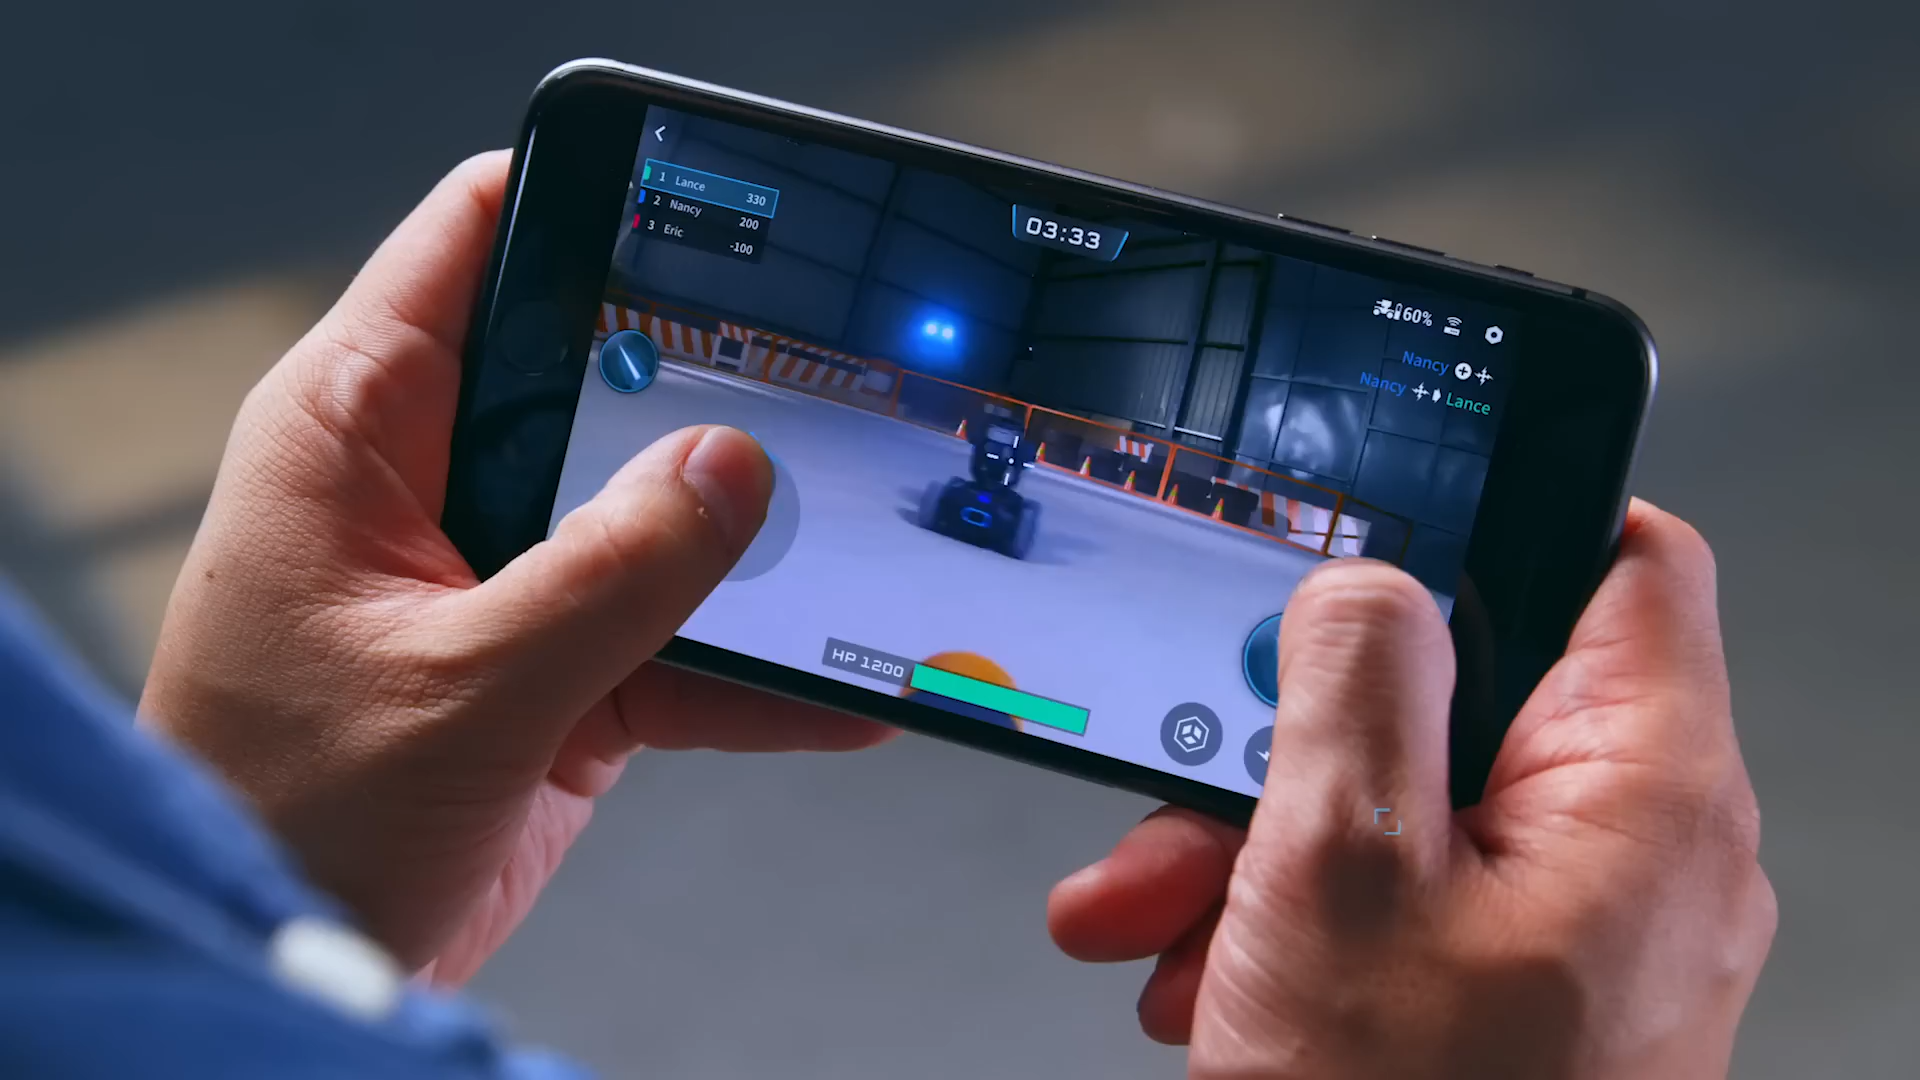 1 Lance 330
2 Nancy 200
3 Eric -100
03:33
60%
Nancy
Nancy Lance
HP 1200